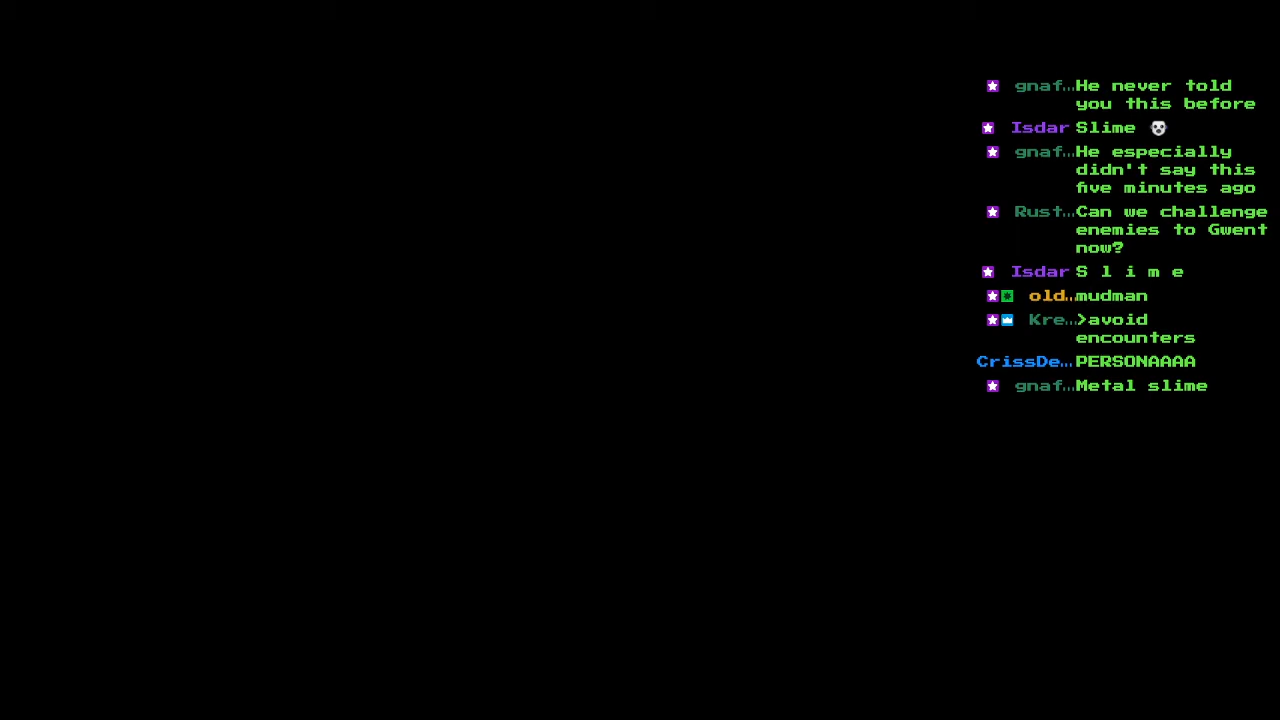 gnaf…He never told
you this before
Isdar Slime
gnaf…He especially
didn't say this
five minutes ago
Rust…Can we challenge
enemies to Gwent
now?
Isdar S l i m e
old…mudman
Kre…>avoid
encounters
CrissDe…PERSONAAAA
gnaf…Metal slime